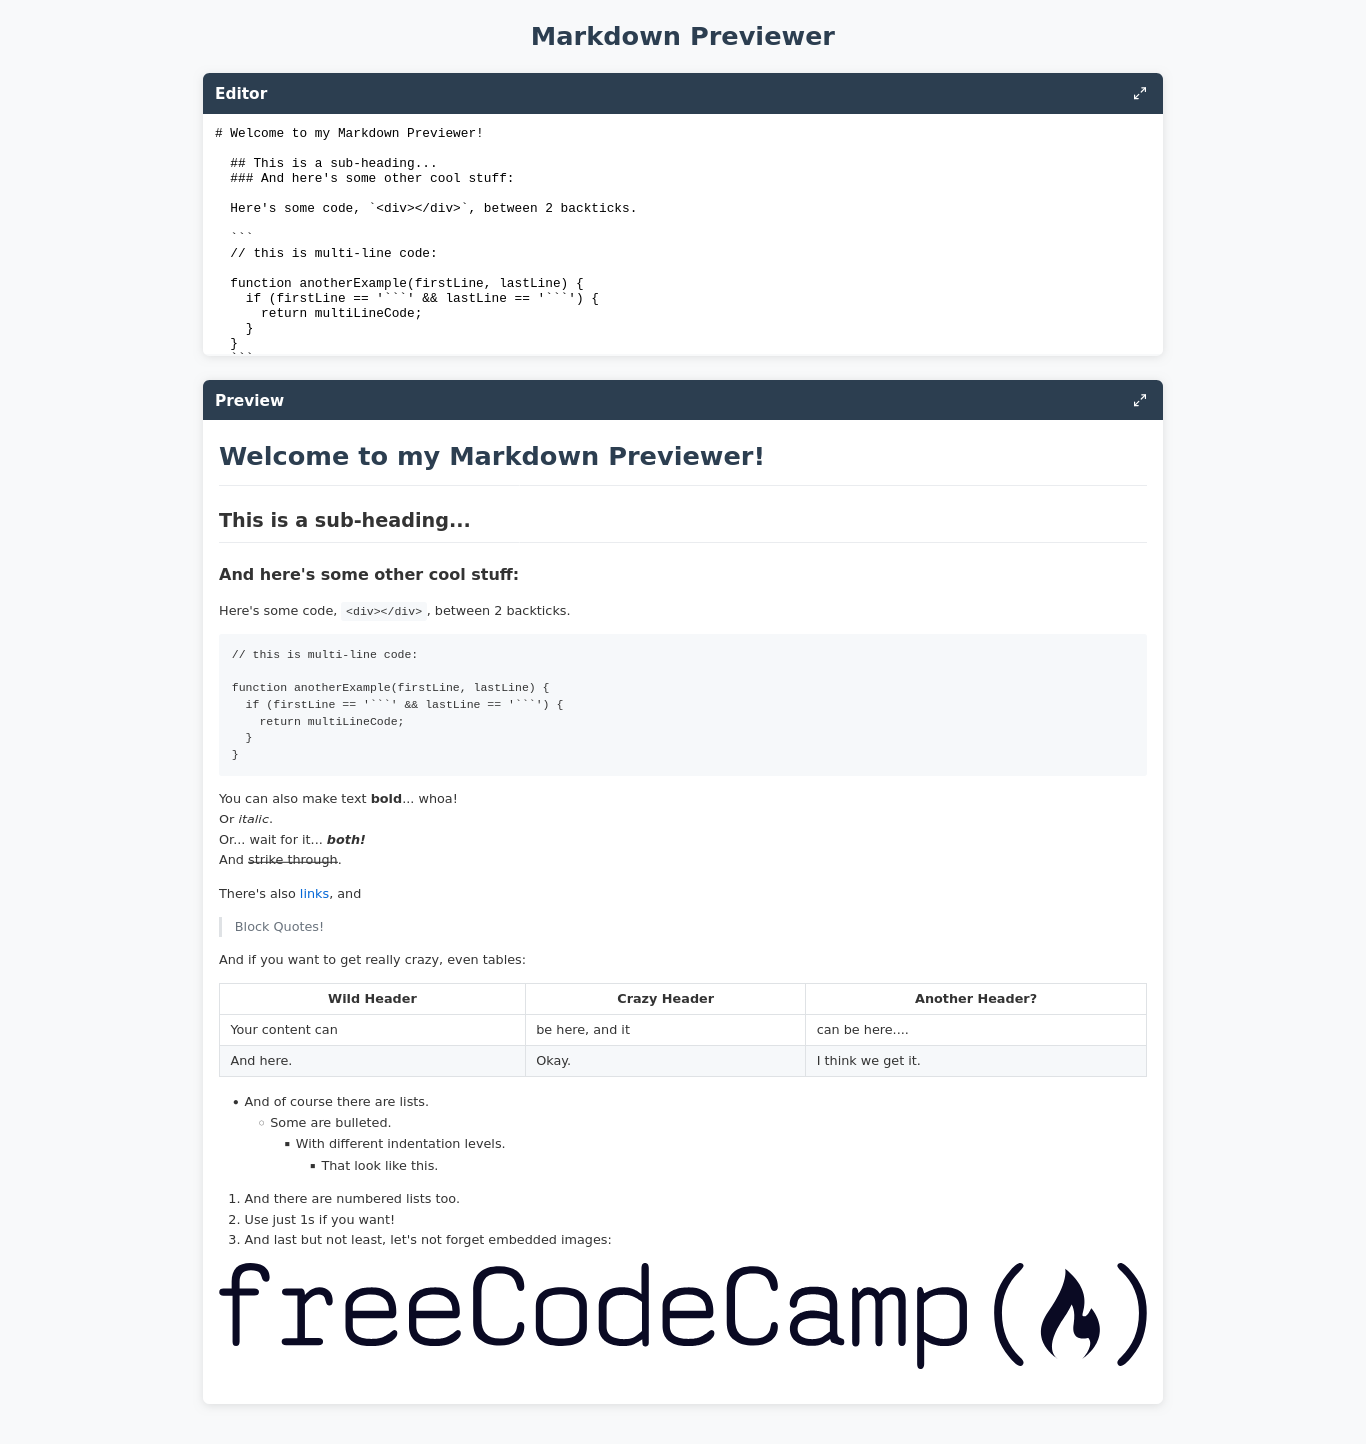 Markdown Previewer
Editor
# Welcome to my Markdown Previewer!
## This is a sub-heading...
### And here's some other cool stuff:
Here's some code, `<div></div>`, between 2 backticks.
```
// this is multi-line code:
function anotherExample(firstLine, lastLine) {
if (firstLine == '```' && lastLine == '```') {
return multiLineCode;
}
}
```
Preview
Welcome to my Markdown Previewer!
This is a sub-heading...
And here's some other cool stuff:
Here's some code, <div></div>, between 2 backticks.
// this is multi-line code:
function anotherExample(firstLine, lastLine) {
if (firstLine == '```' && lastLine == '```') {
return multiLineCode;
}
}
You can also make text bold... whoa!
Or italic.
Or... wait for it... both!
And strike through.
There's also links, and
Block Quotes!
And if you want to get really crazy, even tables:
Wild Header Crazy Header Another Header?
Your content can be here, and it can be here....
And here. Okay. I think we get it.
And of course there are lists.
Some are bulleted.
With different indentation levels.
That look like this.
1. And there are numbered lists too.
2. Use just 1s if you want!
3. And last but not least, let's not forget embedded images:
freeCodeCamp